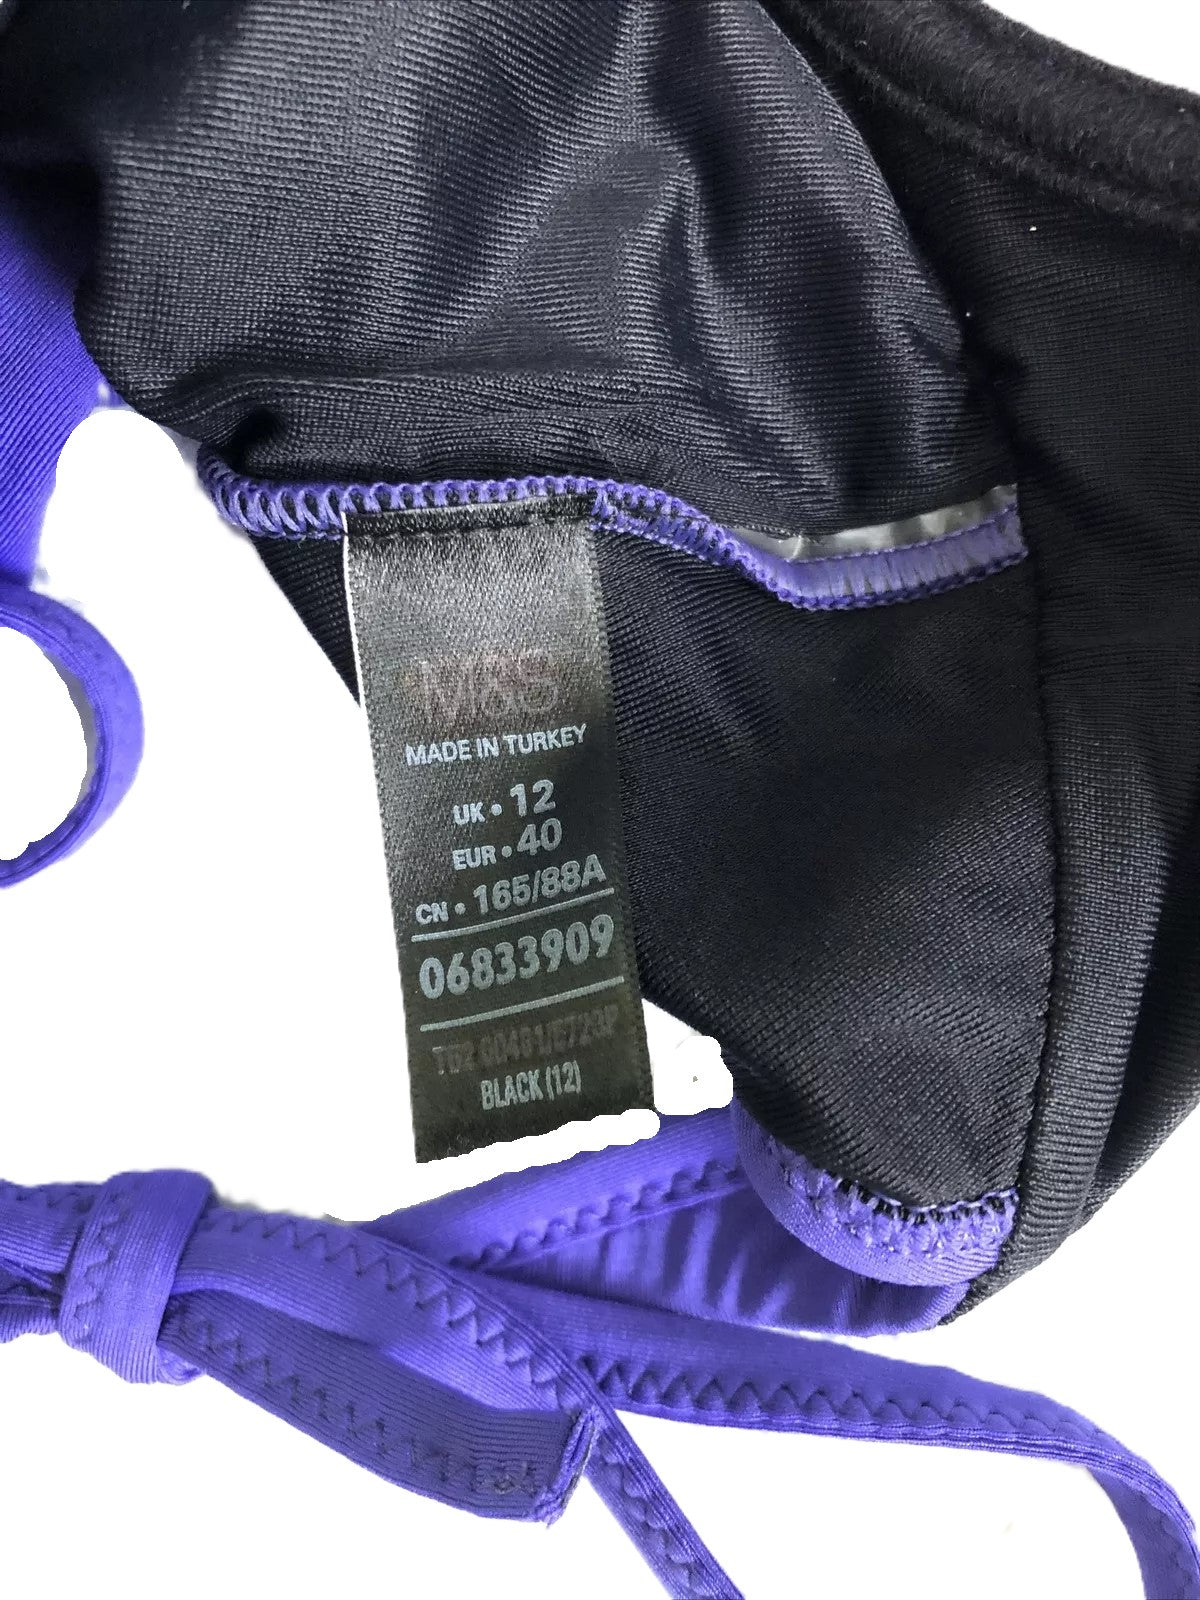 M&S
MADE IN TURKEY
UK • 12
EUR • 40
CN • 165/88A
06833909
BLACK (12)